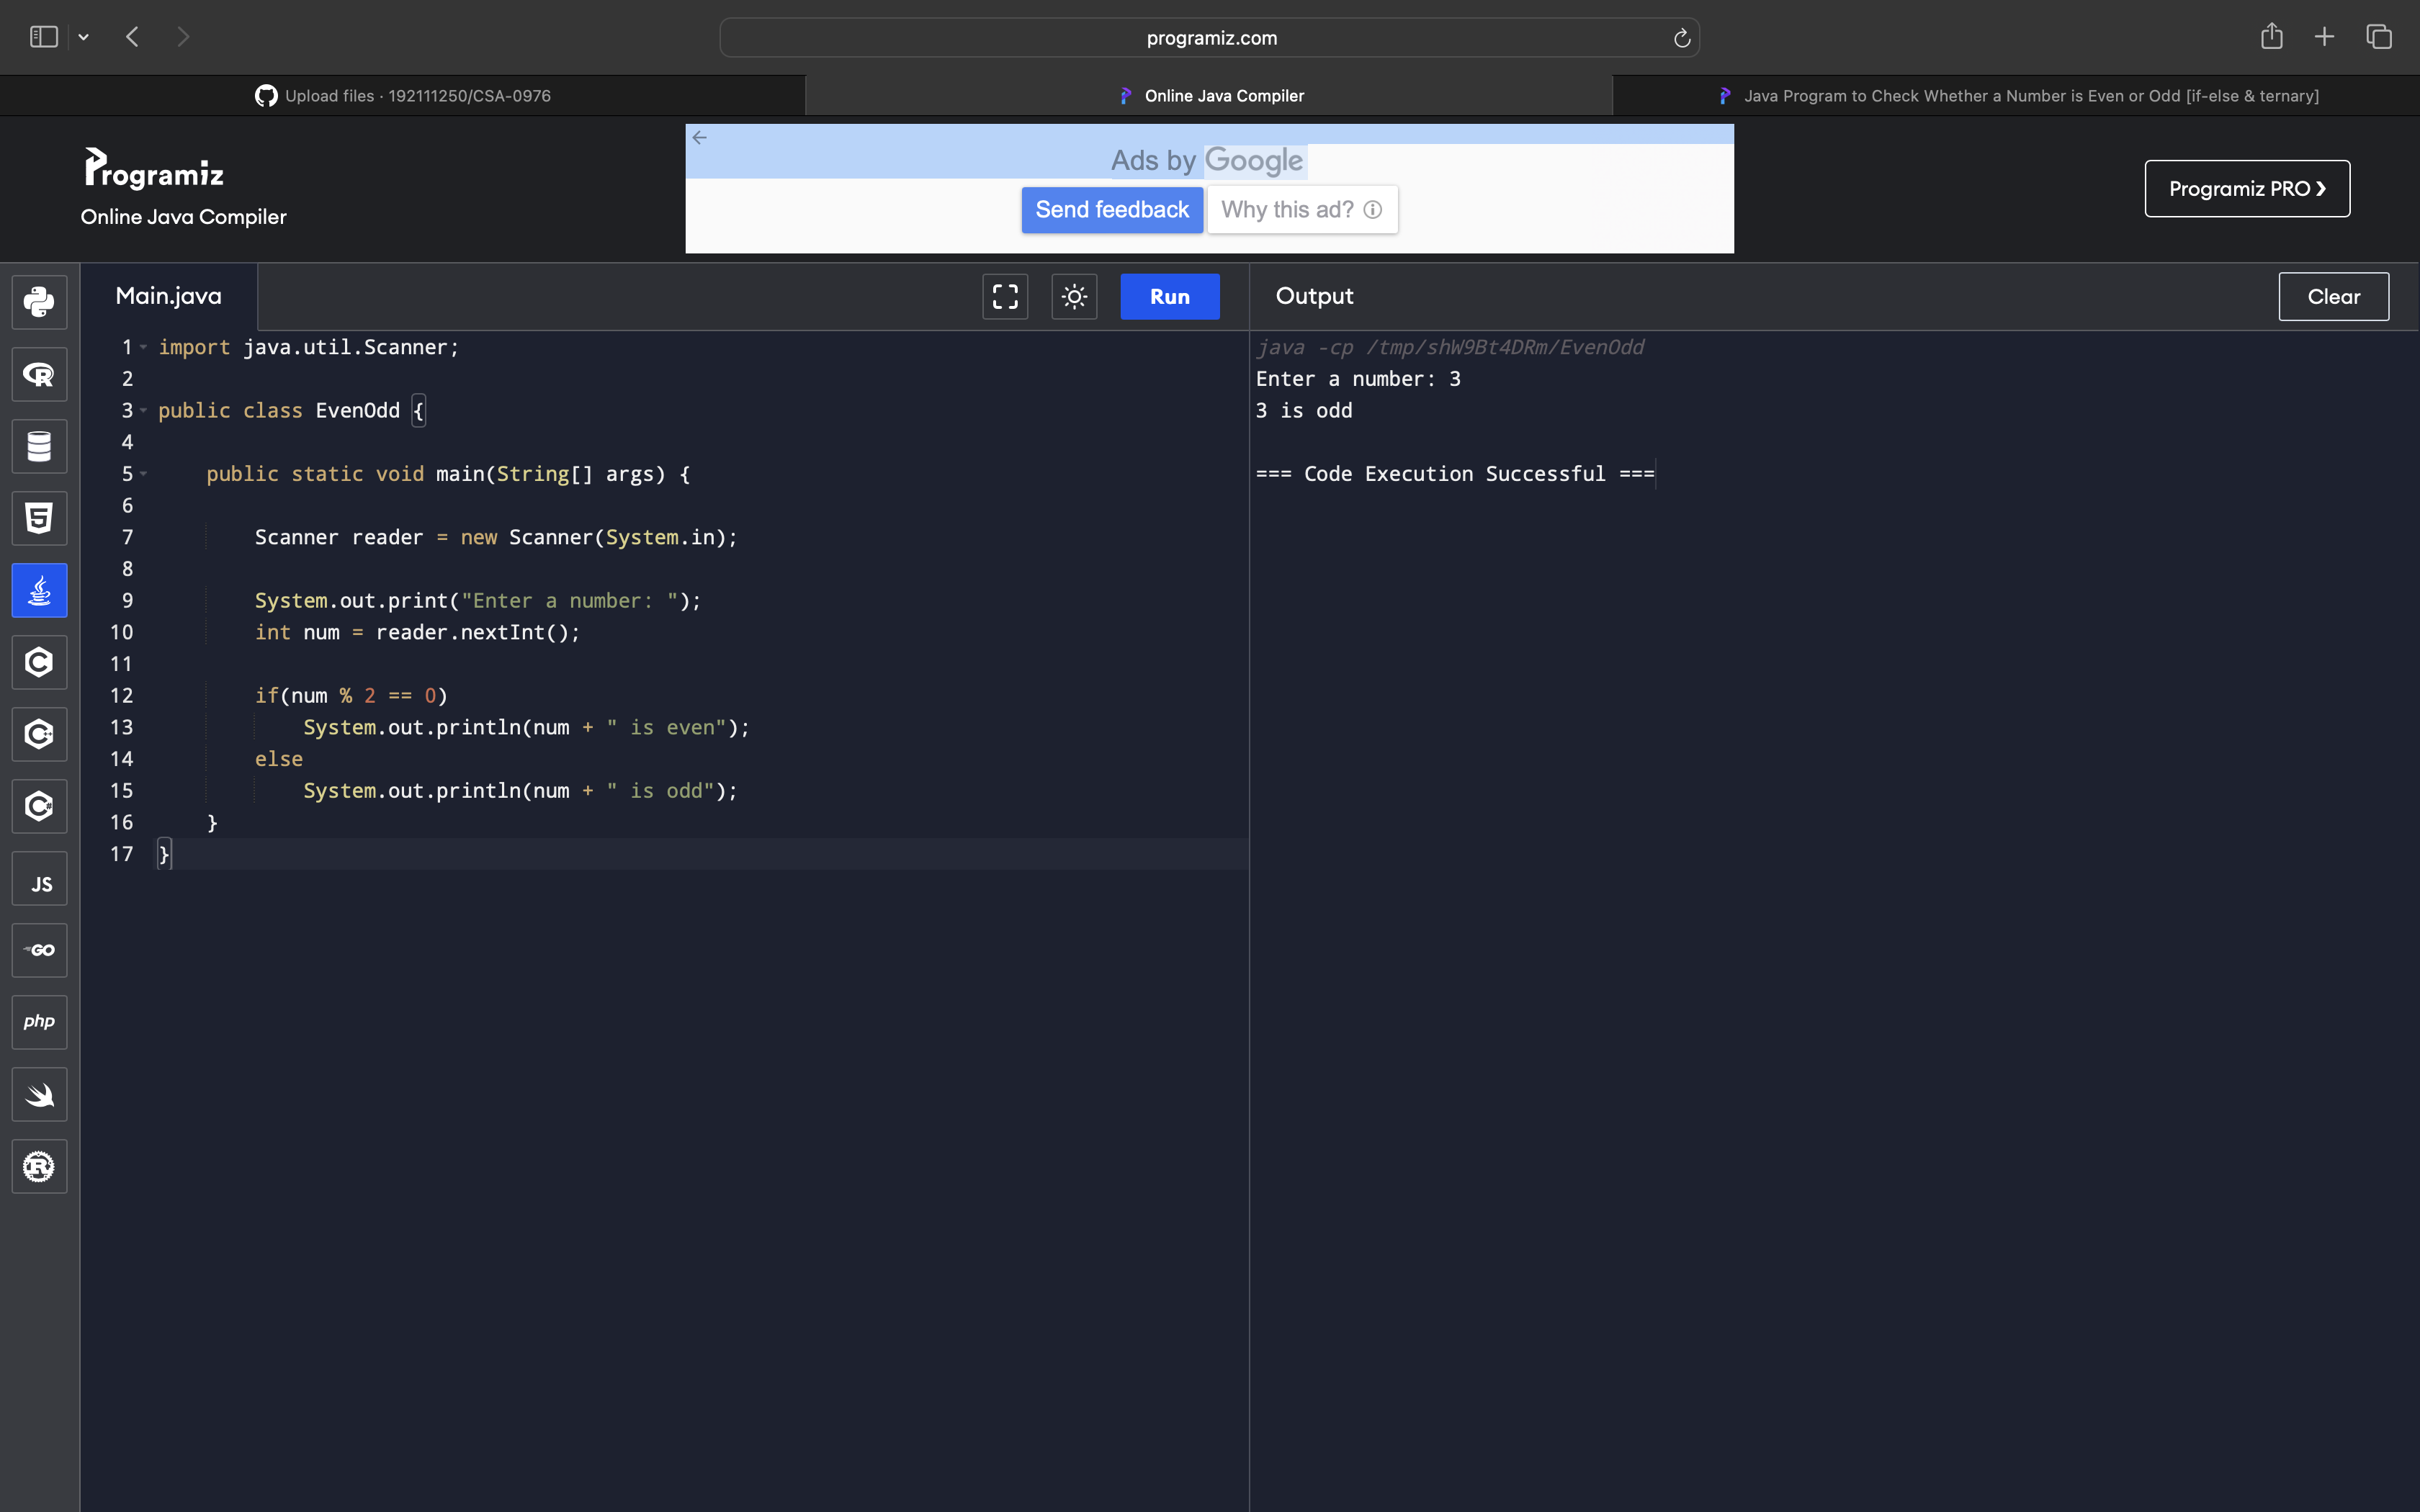 programiz.com
Upload files · 192111250/CSA-0976
Online Java Compiler
Java Program to Check Whether a Number is Even or Odd [if-else & ternary]
Programiz
Online Java Compiler
Ads by Google
Send feedback
Why this ad?
Programiz PRO ❯
Main.java
Run
Output
Clear
1 import java.util.Scanner;
2
3 public class EvenOdd {
4
5     public static void main(String[] args) {
6
7         Scanner reader = new Scanner(System.in);
8
9         System.out.print("Enter a number: ");
10         int num = reader.nextInt();
11
12         if(num % 2 == 0)
13             System.out.println(num + " is even");
14         else
15             System.out.println(num + " is odd");
16     }
17 }
java -cp /tmp/shW9Bt4DRm/EvenOdd
Enter a number: 3
3 is odd
=== Code Execution Successful ===
R
5
C
C++
C#
JS
GO
php
R